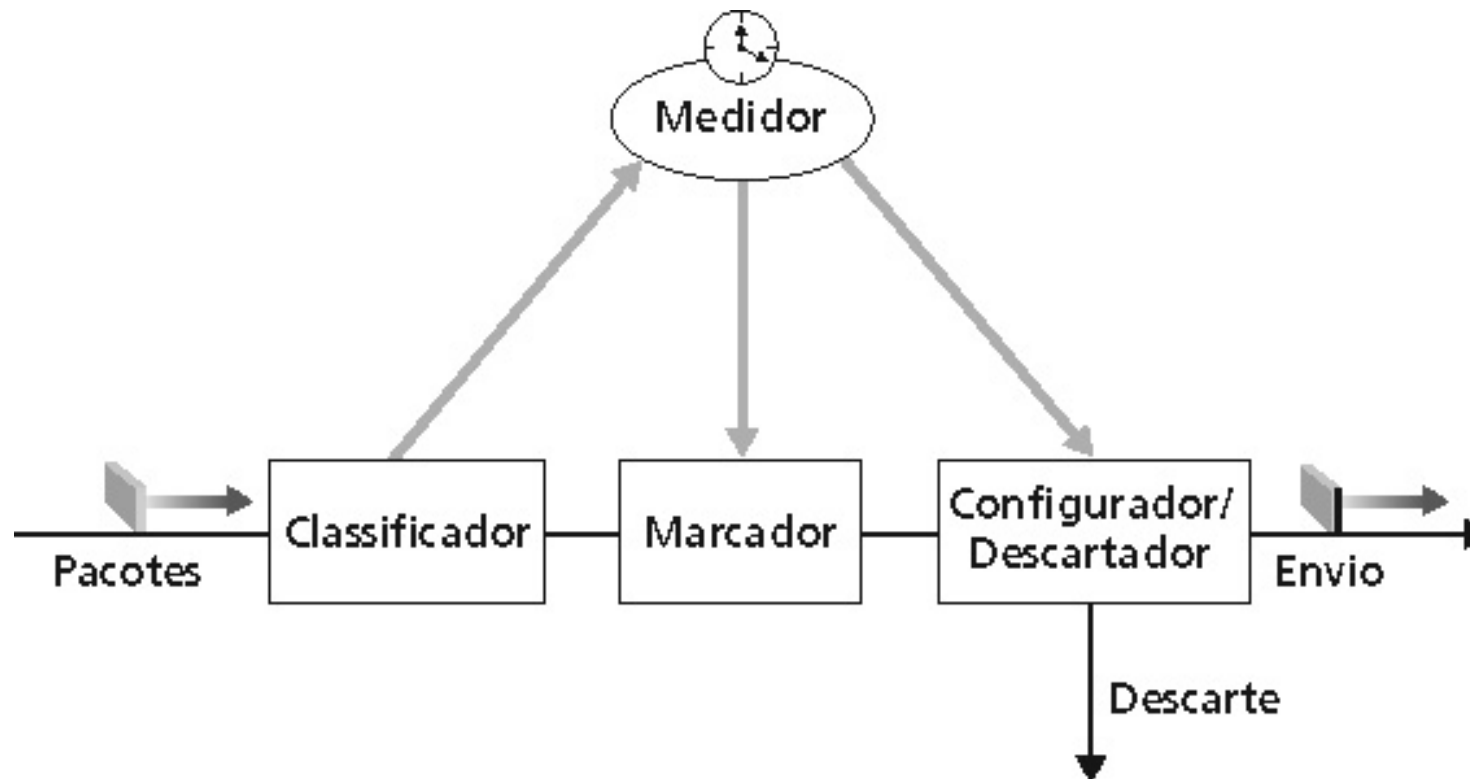 Medidor
Pacotes
Classificador
Marcador
Configurador/
Descartador
Envio
Descarte